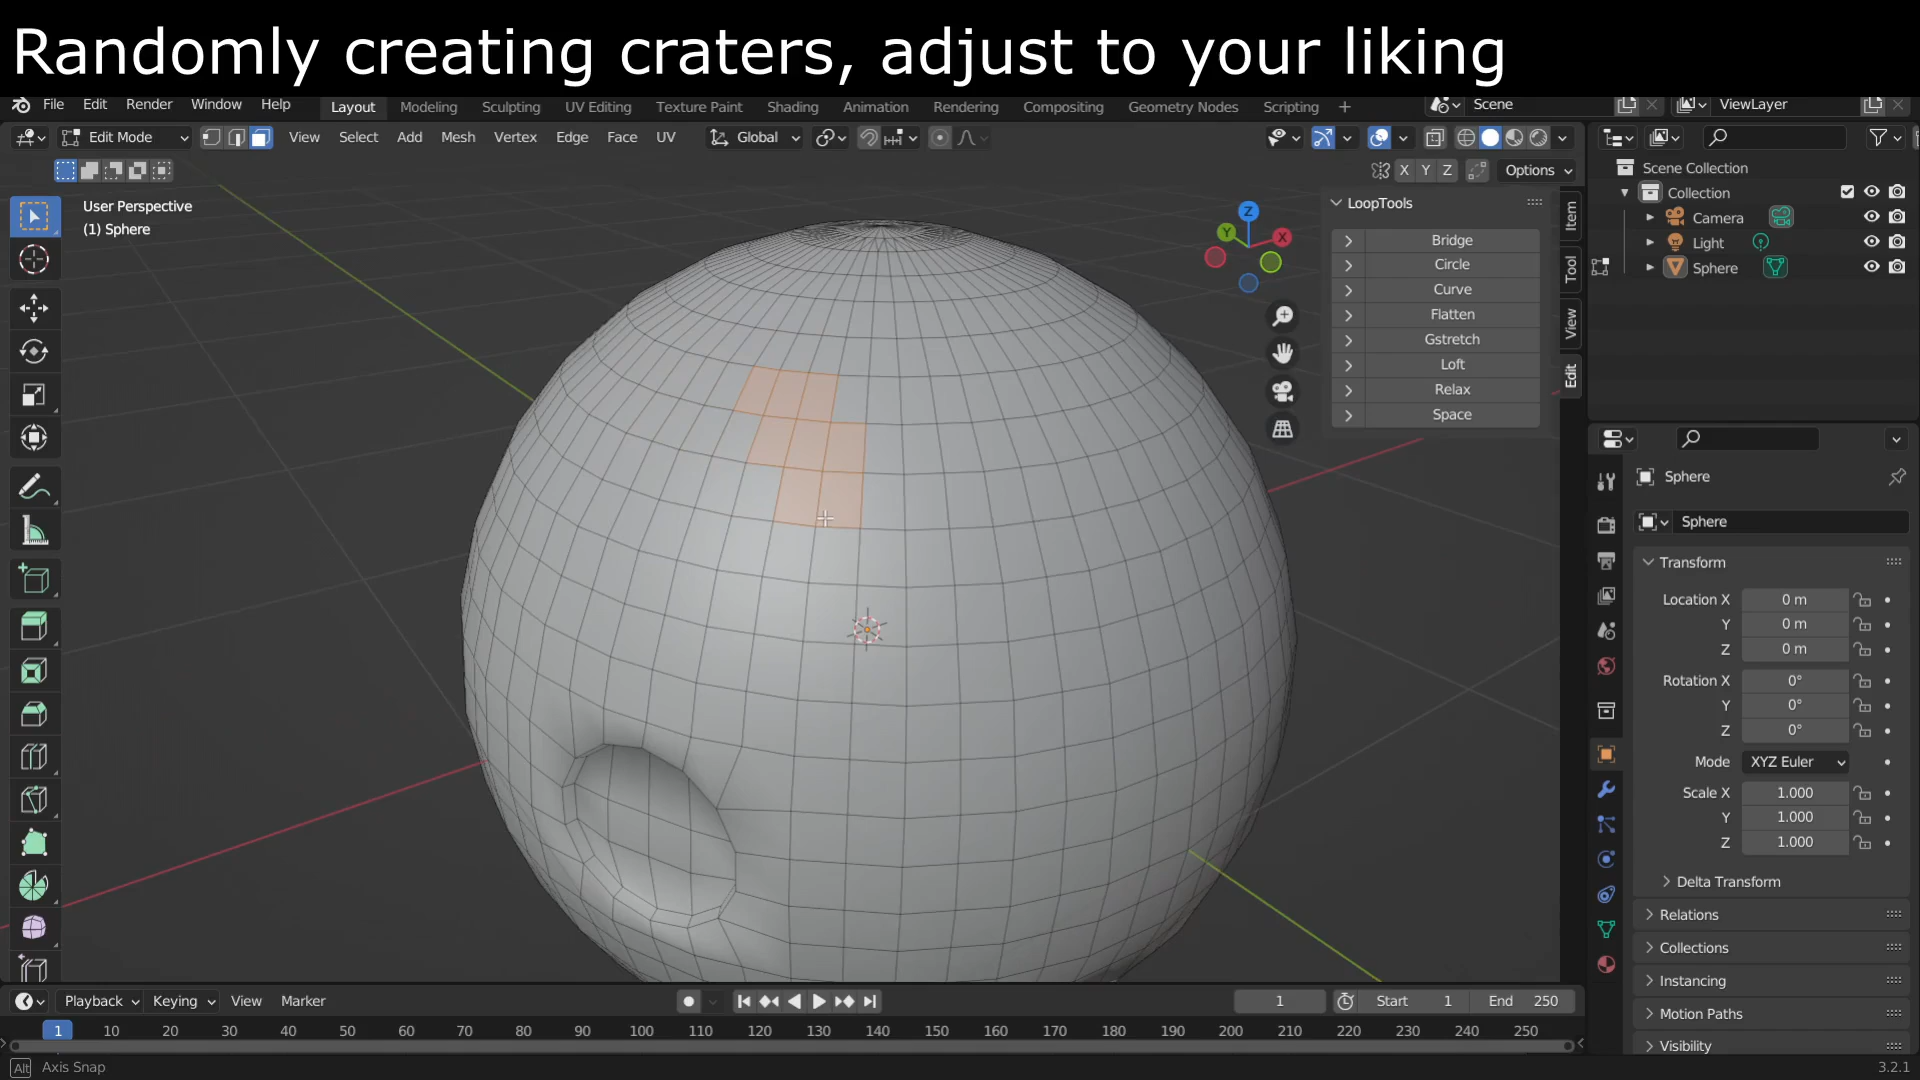 Randomly creating craters, adjust to your liking
File Edit Render Window Help Layout Modeling Sculpting UV Editing Texture Paint Shading Animation Rendering Compositing Geometry Nodes Scripting + Scene ViewLayer
Edit Mode View Select Add Mesh Vertex Edge Face UV Global
X Y Z Options
User Perspective
(1) Sphere
Z
Y
X
LoopTools
Bridge
Circle
Curve
Flatten
Gstretch
Loft
Relax
Space
Item
Tool
View
Edit
Scene Collection
Collection
Camera
Light
Sphere
Sphere
Sphere
Transform
Location X 0 m
Y 0 m
Z 0 m
Rotation X 0°
Y 0°
Z 0°
Mode XYZ Euler
Scale X 1.000
Y 1.000
Z 1.000
Delta Transform
Relations
Collections
Instancing
Motion Paths
Visibility
Playback Keying View Marker 1 Start 1 End 250
1 10 20 30 40 50 60 70 80 90 100 110 120 130 140 150 160 170 180 190 200 210 220 230 240 250
Alt Axis Snap 3.2.1